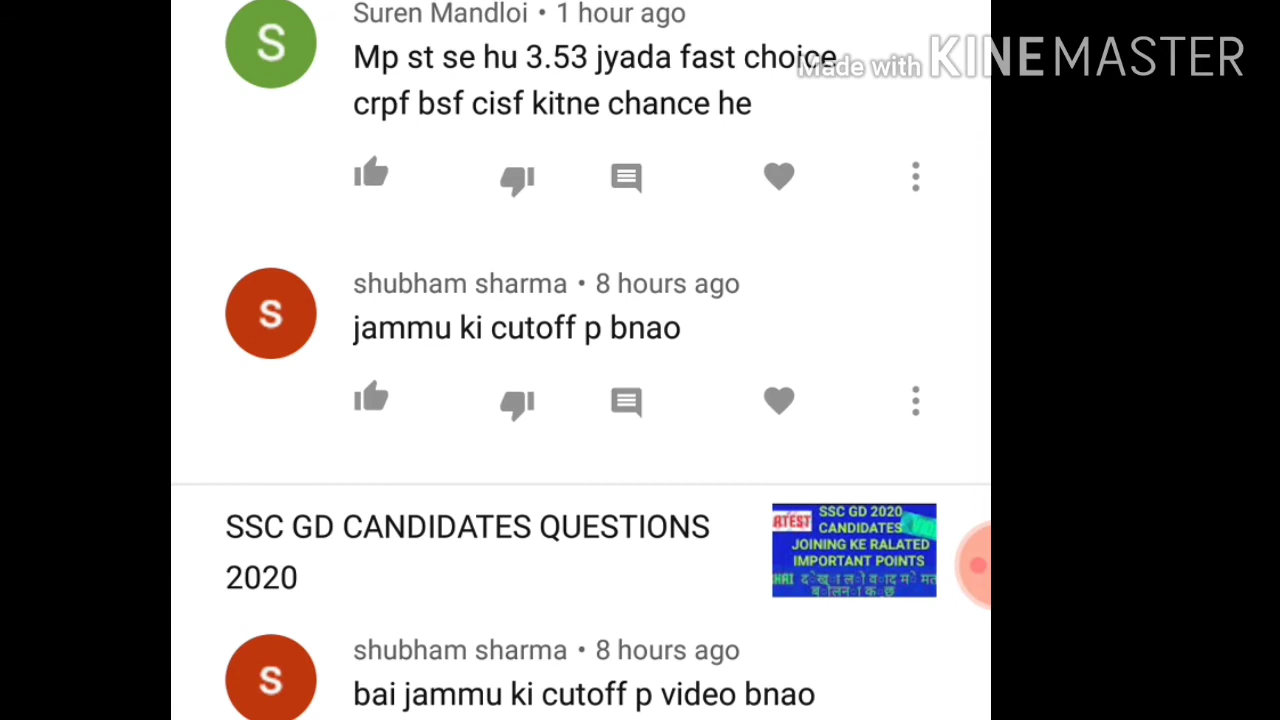 S
Suren Mandloi • 1 hour ago
Mp st se hu 3.53 jyada fast choice
crpf bsf cisf kitne chance he
Made with KINEMASTER
S
shubham sharma • 8 hours ago
jammu ki cutoff p bnao
SSC GD CANDIDATES QUESTIONS
2020
SSC GD 2020
CANDIDATES
JOINING KE RALATED
IMPORTANT POINTS
S
shubham sharma • 8 hours ago
bai jammu ki cutoff p video bnao